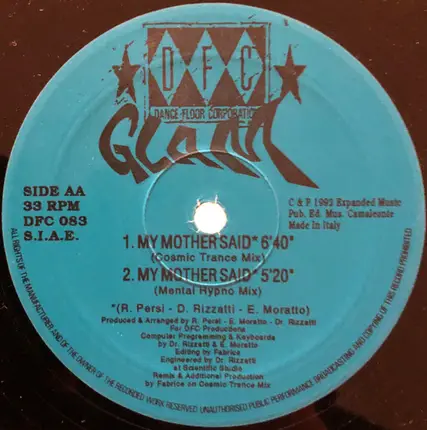 DFC
DANCE FLOOR CORPORATION
GLAM
SIDE AA
33 RPM
DFC 083
S.I.A.E.
C & P 1992 Expanded Music
Pub. Ed. Mus. Camaleonte
Made in Italy
1. MY MOTHER SAID* 6'40"
(Cosmic Trance Mix)
2. MY MOTHER SAID* 5'20"
(Mental Hypno Mix)
*(R. Persi - D. Rizzatti - E. Moratto)
Produced & Arranged by R. Persi - E. Moratto - Dr. Rizzatti
For DFC Productions
Computer Programming & Keyboards
by Dr. Rizzatti & E. Moratto
Editing by Fabrice
Engineered by Dr. Rizzatti
at Scientific Studio
Remix & Additional Production
by Fabrice on Cosmic Trance Mix
ALL RIGHTS OF THE MANUFACTURER AND OF THE OWNER OF THE RECORDED WORK RESERVED. UNAUTHORISED PUBLIC PERFORMANCE BROADCASTING AND COPYING OF THIS RECORD PROHIBITED